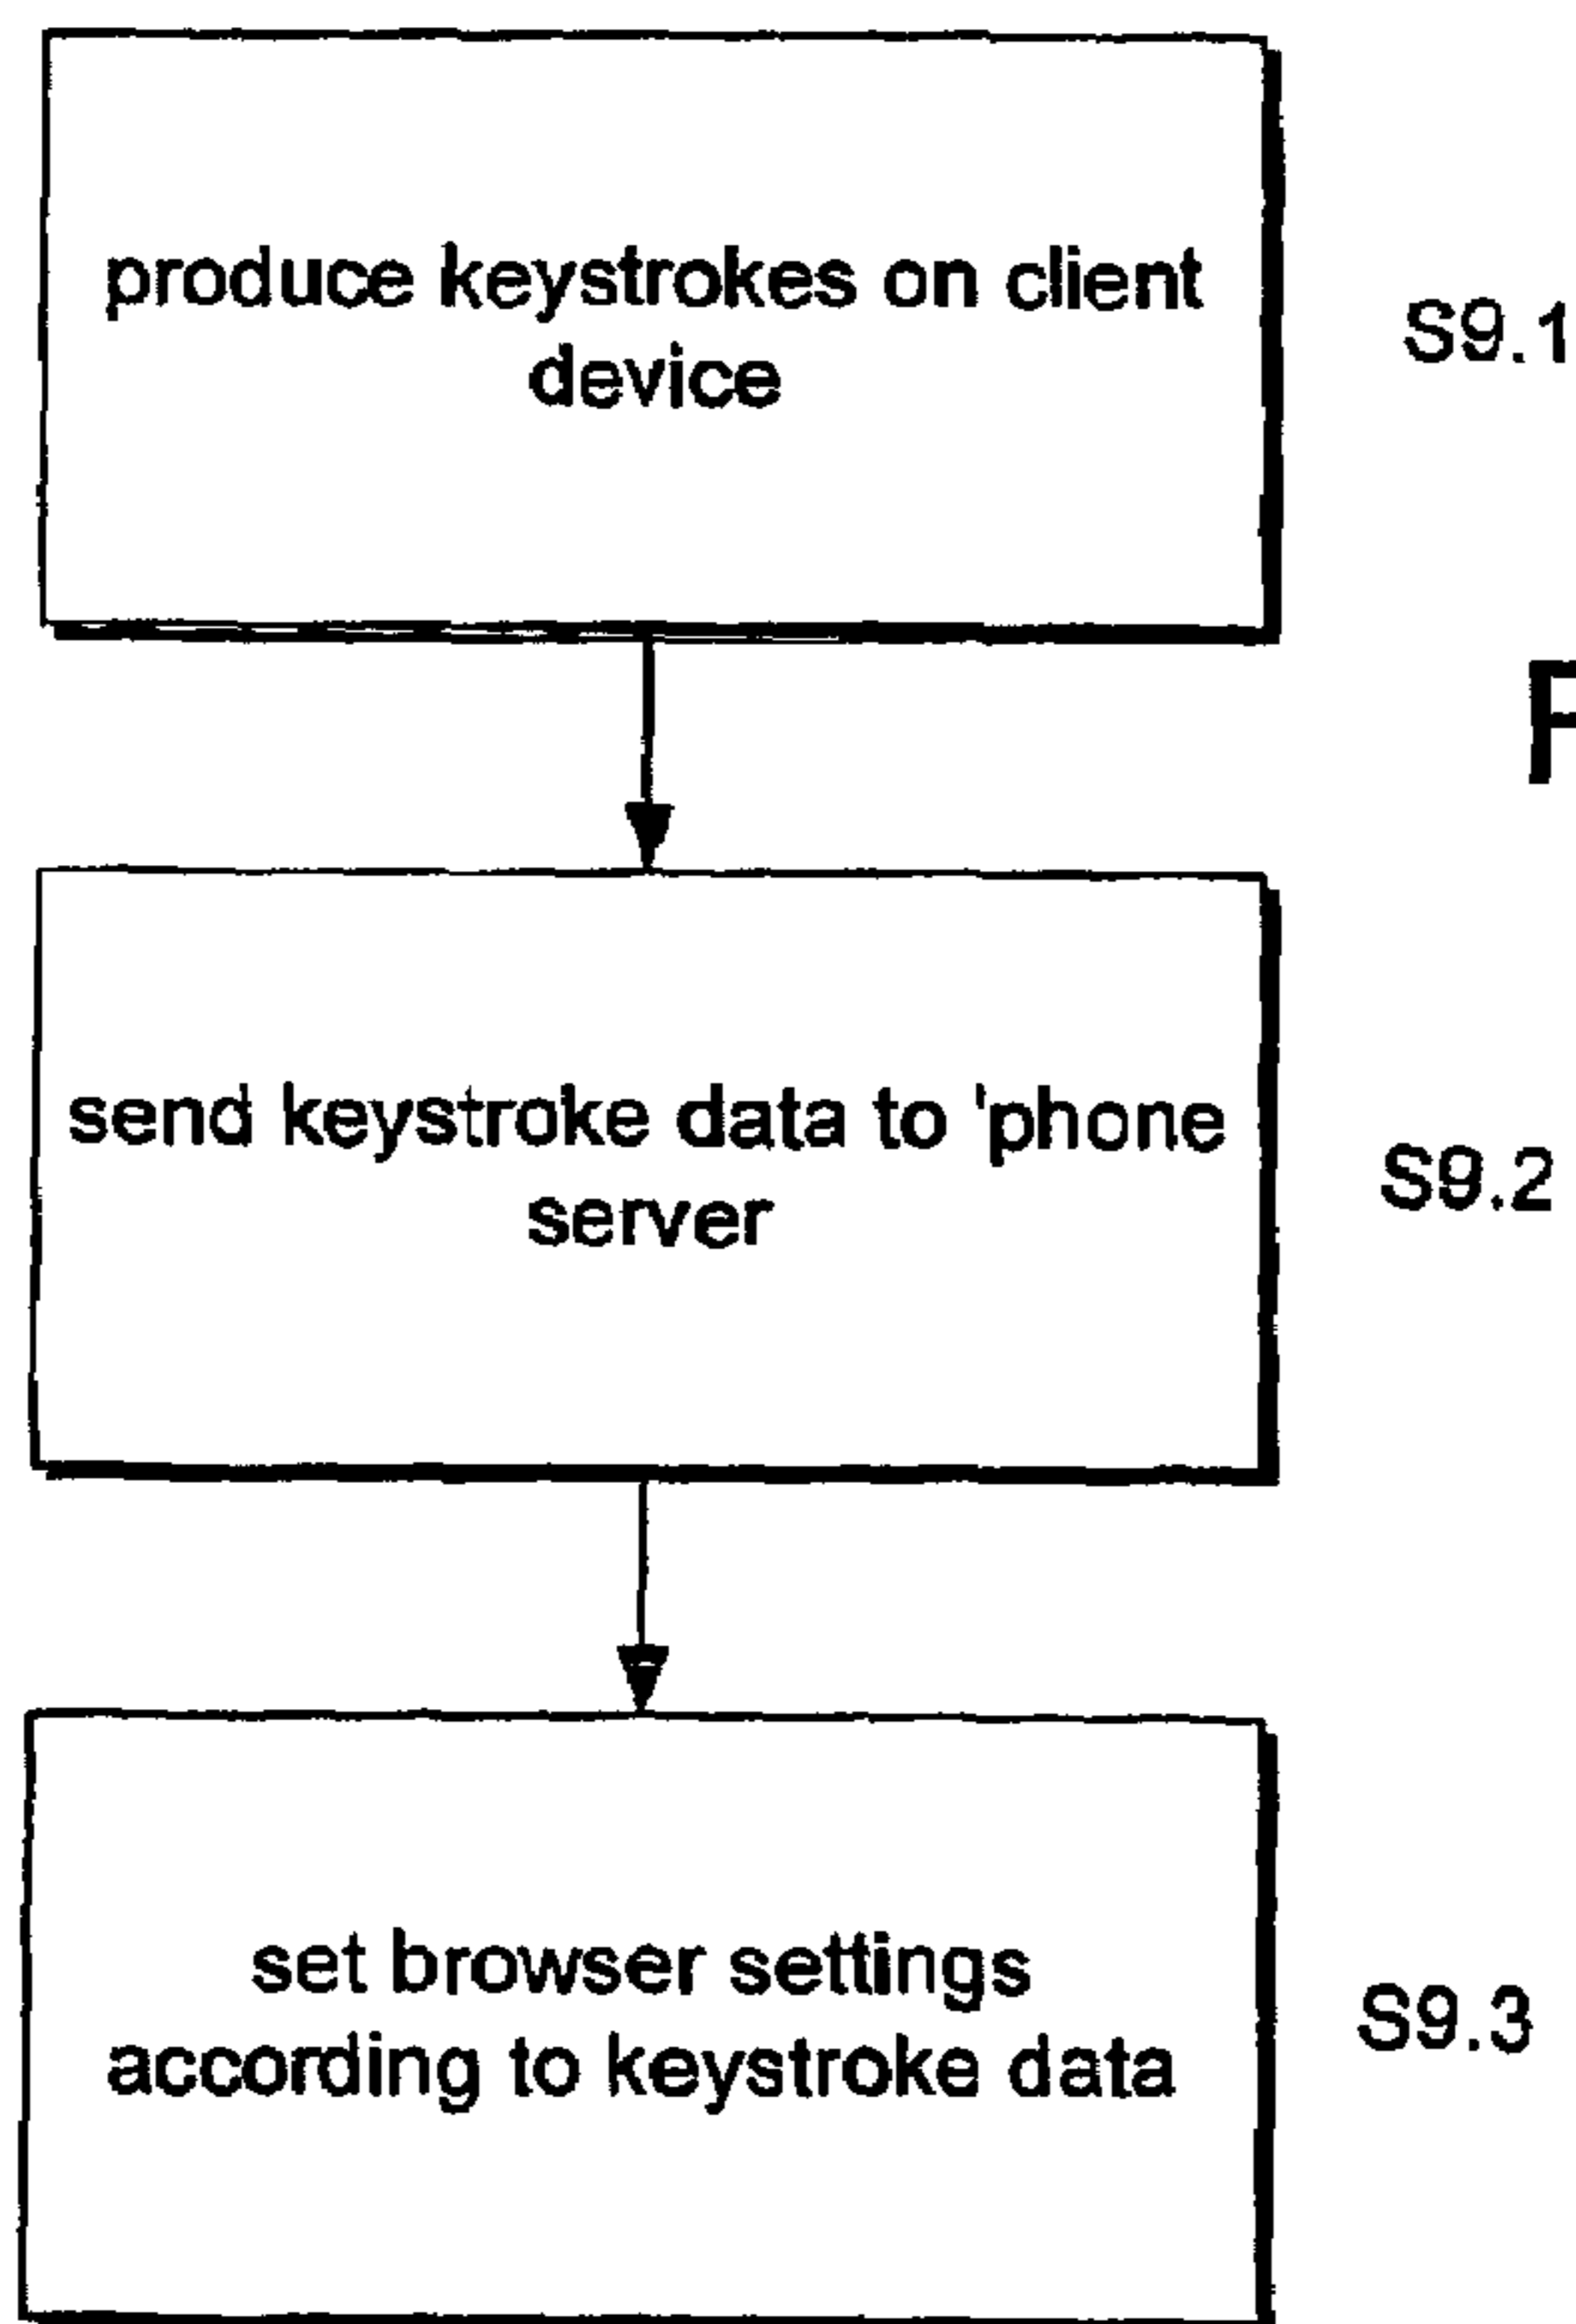 produce keystrokes on client
device
S9.1
F
send keystroke data to 'phone
server
S9.2
set browser settings
according to keystroke data
S9.3